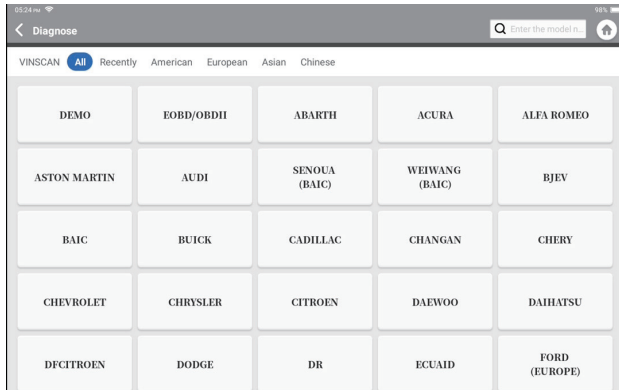 05:24 PM 98%
Diagnose Enter the model n...
VINSCAN All Recently American European Asian Chinese
DEMO EOBD/OBDII ABARTH ACURA ALFA ROMEO
ASTON MARTIN AUDI SENOUA (BAIC) WEIWANG (BAIC) BJEV
BAIC BUICK CADILLAC CHANGAN CHERY
CHEVROLET CHRYSLER CITROEN DAEWOO DAIHATSU
DFCITROEN DODGE DR ECUAID FORD (EUROPE)